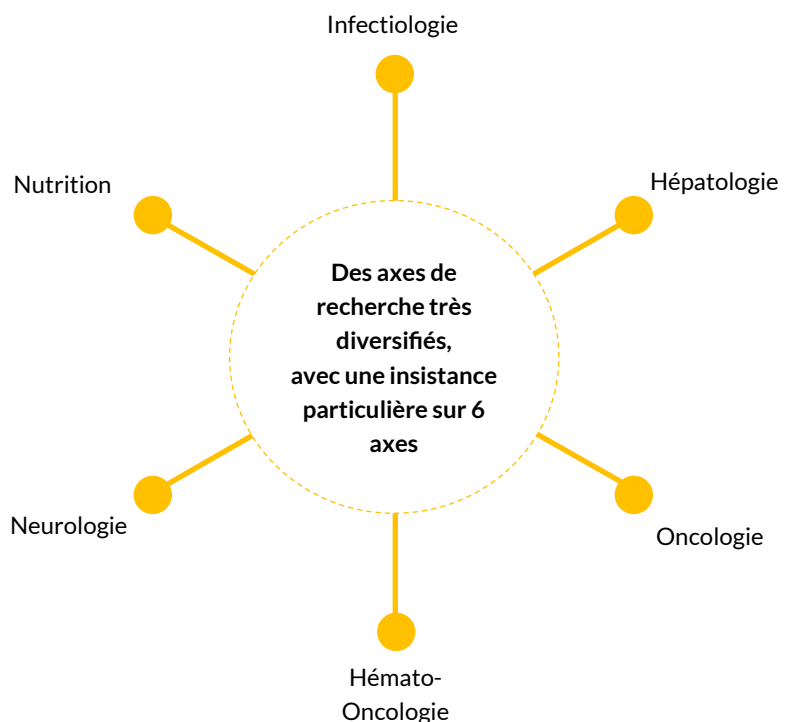 Infectiologie
Nutrition
Hépatologie
Des axes de
recherche très
diversifiés,
avec une insistance
particulière sur 6
axes
Neurologie
Oncologie
Hémato-
Oncologie